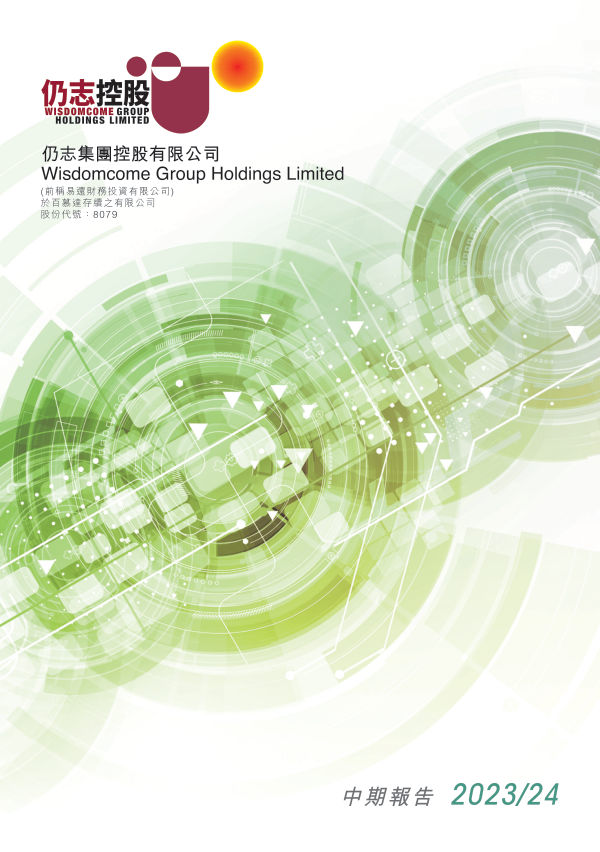 仍志控股
WISDOMCOME GROUP
HOLDINGS LIMITED
仍志集團控股有限公司
Wisdomcome Group Holdings Limited
(前稱易還財務投資有限公司)
於百慕達存續之有限公司
股份代號：8079
中期報告 2023/24